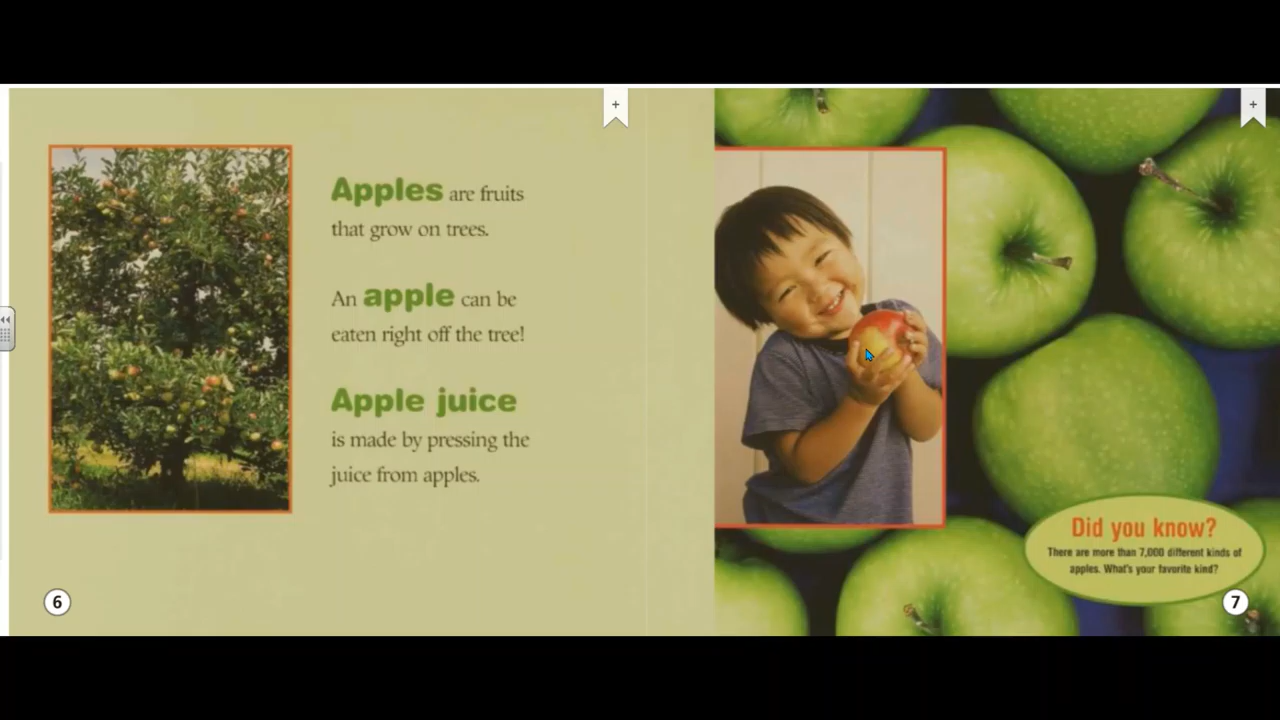 Apples are fruits
that grow on trees.
An apple can be
eaten right off the tree!
Apple juice
is made by pressing the
juice from apples.
6
Did you know?
There are more than 7,000 different kinds of
apples. What's your favorite kind?
7